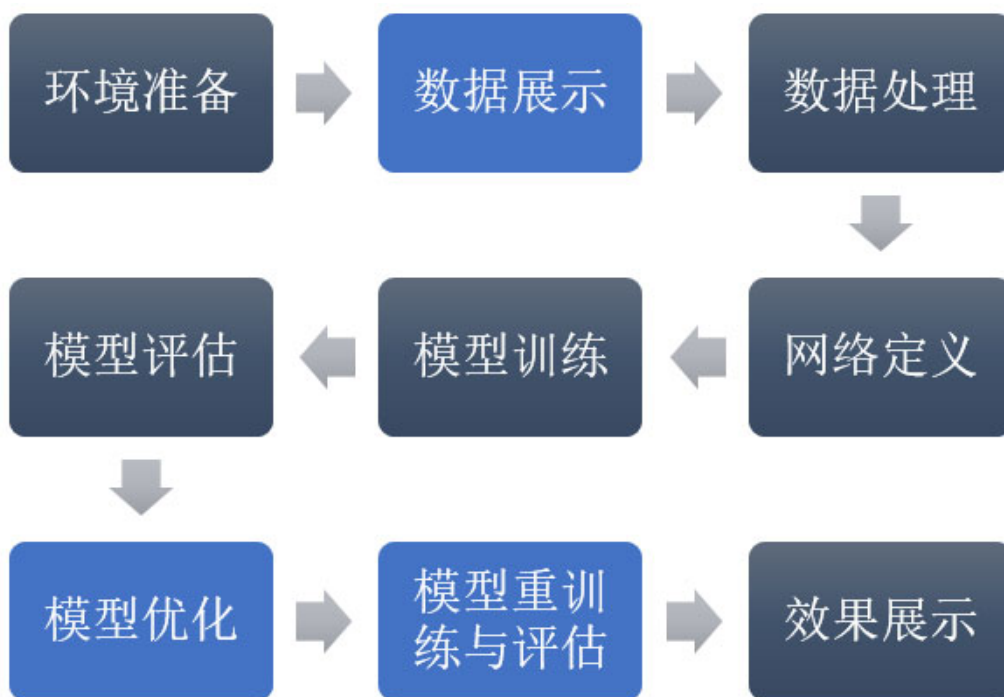 环境准备
数据展示
数据处理
网络定义
模型训练
模型评估
模型优化
模型重训
练与评估
效果展示